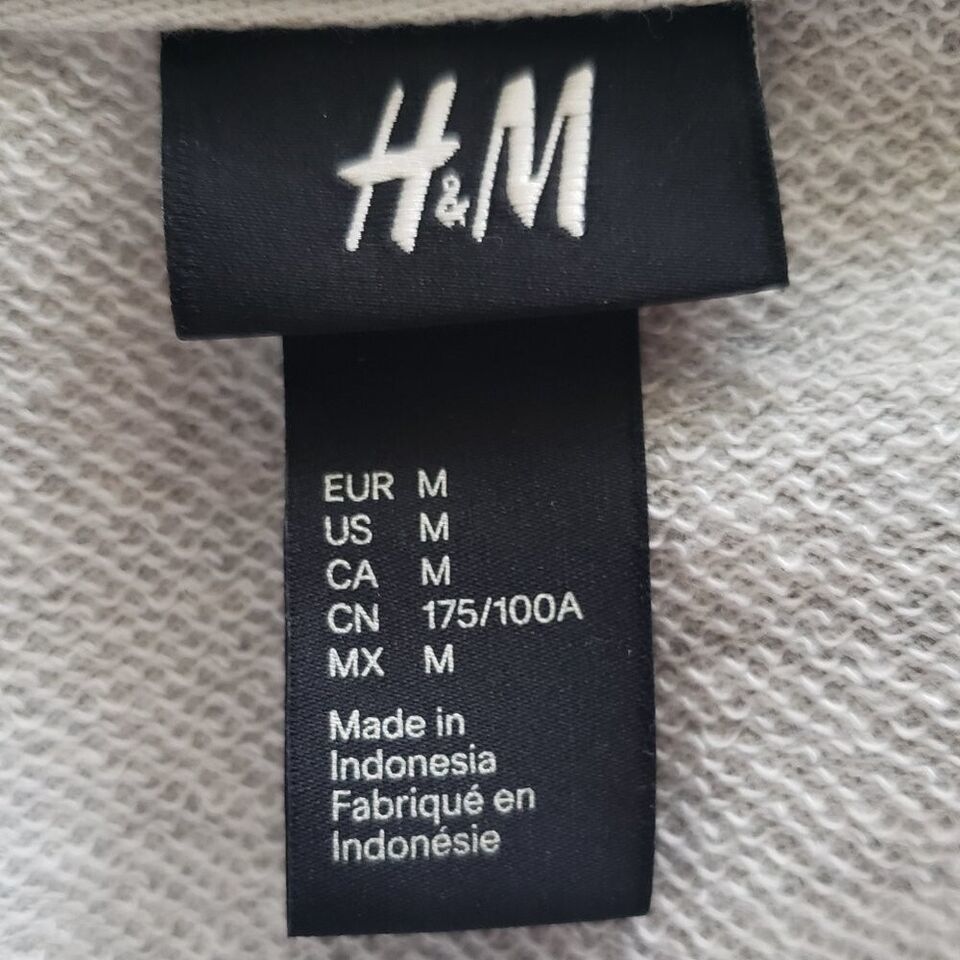 H&M
EUR M
US M
CA M
CN 175/100A
MX M
Made in
Indonesia
Fabriqué en
Indonésie